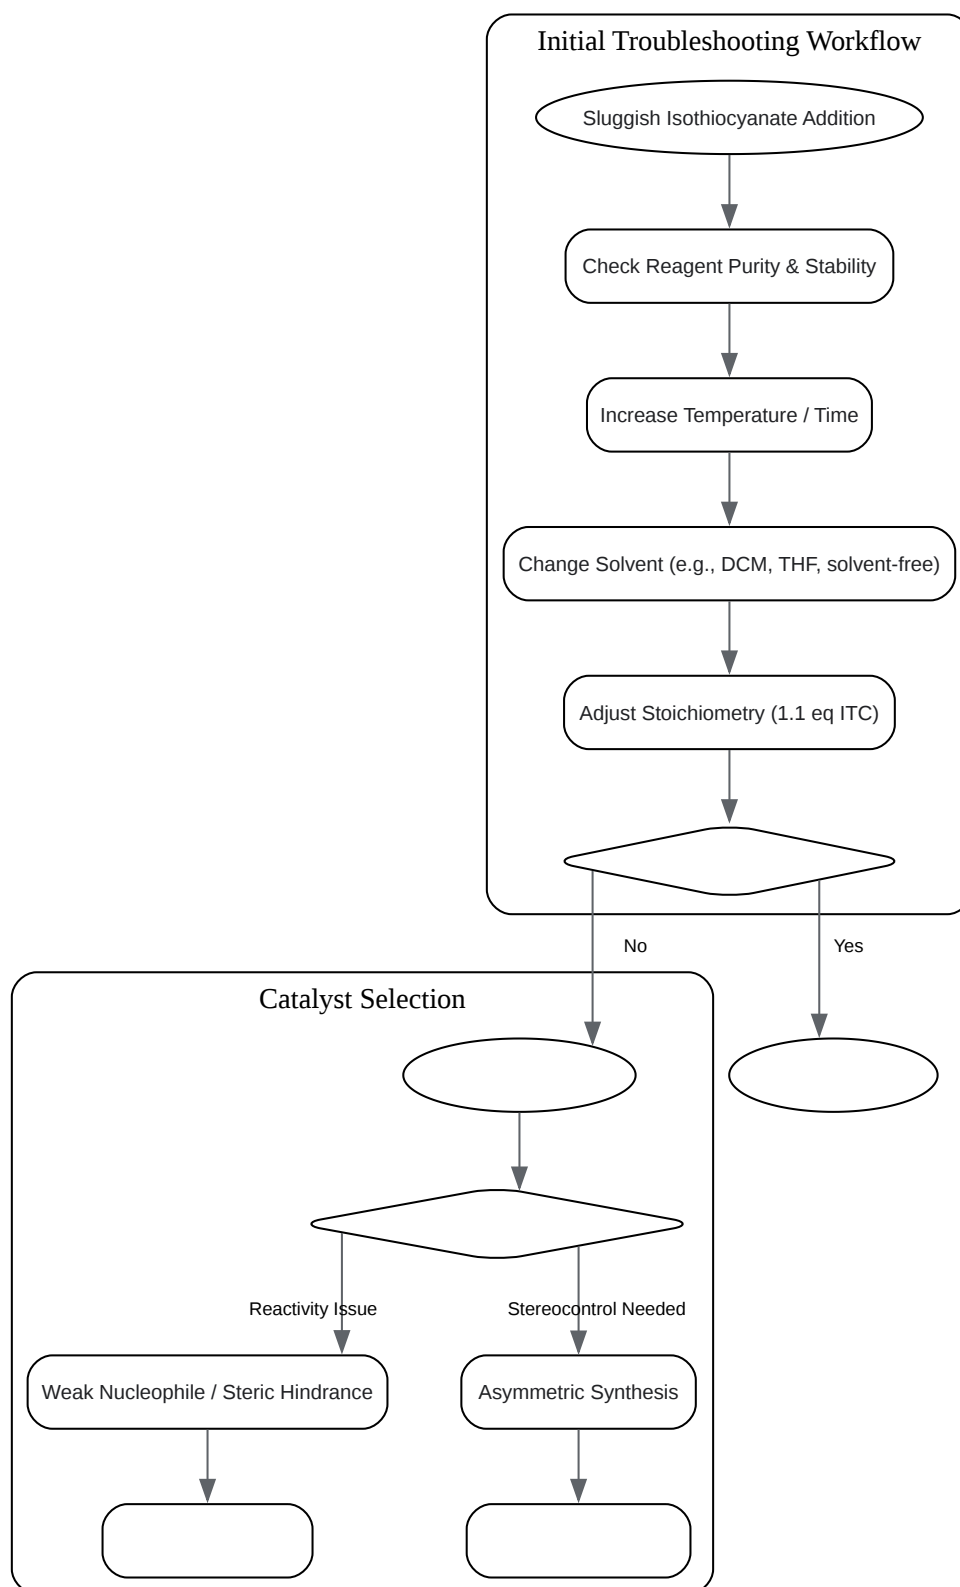 Initial Troubleshooting Workflow
Sluggish Isothiocyanate Addition
Check Reagent Purity & Stability
Increase Temperature / Time
Change Solvent (e.g., DCM, THF, solvent-free)
Adjust Stoichiometry (1.1 eq ITC)
No
Yes
Catalyst Selection
Reactivity Issue
Stereocontrol Needed
Weak Nucleophile / Steric Hindrance
Asymmetric Synthesis